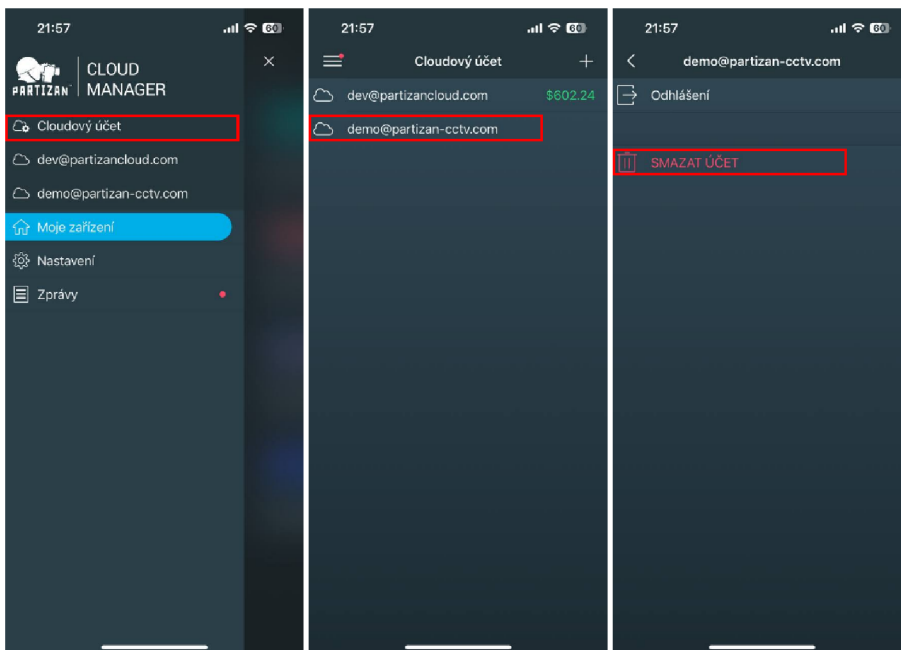 21:57
60
PARTIZAN
CLOUD
MANAGER
Cloudový účet
dev@partizancloud.com
demo@partizan-cctv.com
Moje zařízení
Nastavení
Zprávy
21:57
60
Cloudový účet
dev@partizancloud.com $602.24
demo@partizan-cctv.com
21:57
60
demo@partizan-cctv.com
Odhlášení
SMAZAT ÚČET